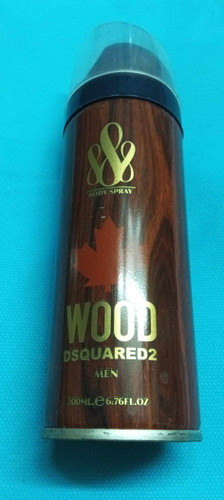 BODY SPRAY
WOOD
DSQUARED2
MEN
200ML.℮6.76FL.OZ